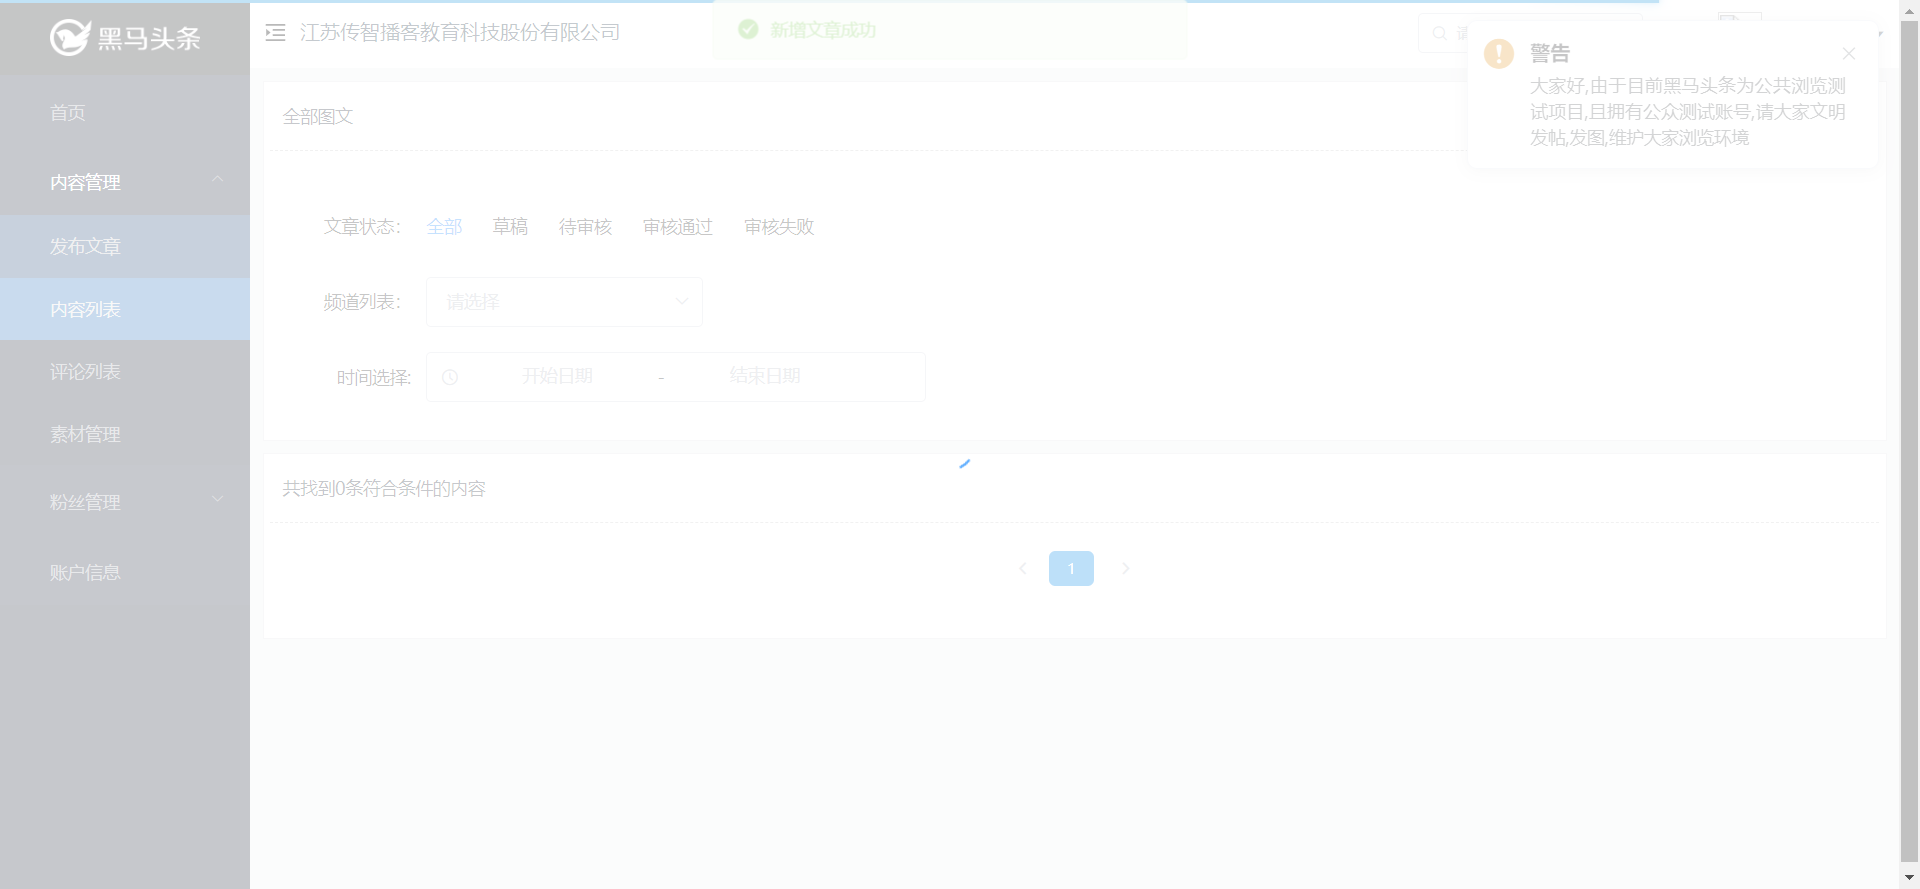 黑马头条
江苏传智播客教育科技股份有限公司
新增文章成功
请
警告
大家好,由于目前黑马头条为公共浏览测
试项目,且拥有公众测试账号,请大家文明
发帖,发图,维护大家浏览环境
首页
内容管理
发布文章
内容列表
评论列表
素材管理
粉丝管理
账户信息
全部图文
文章状态: 全部 草稿 待审核 审核通过 审核失败
频道列表: 请选择
时间选择: 开始日期 - 结束日期
共找到0条符合条件的内容
1